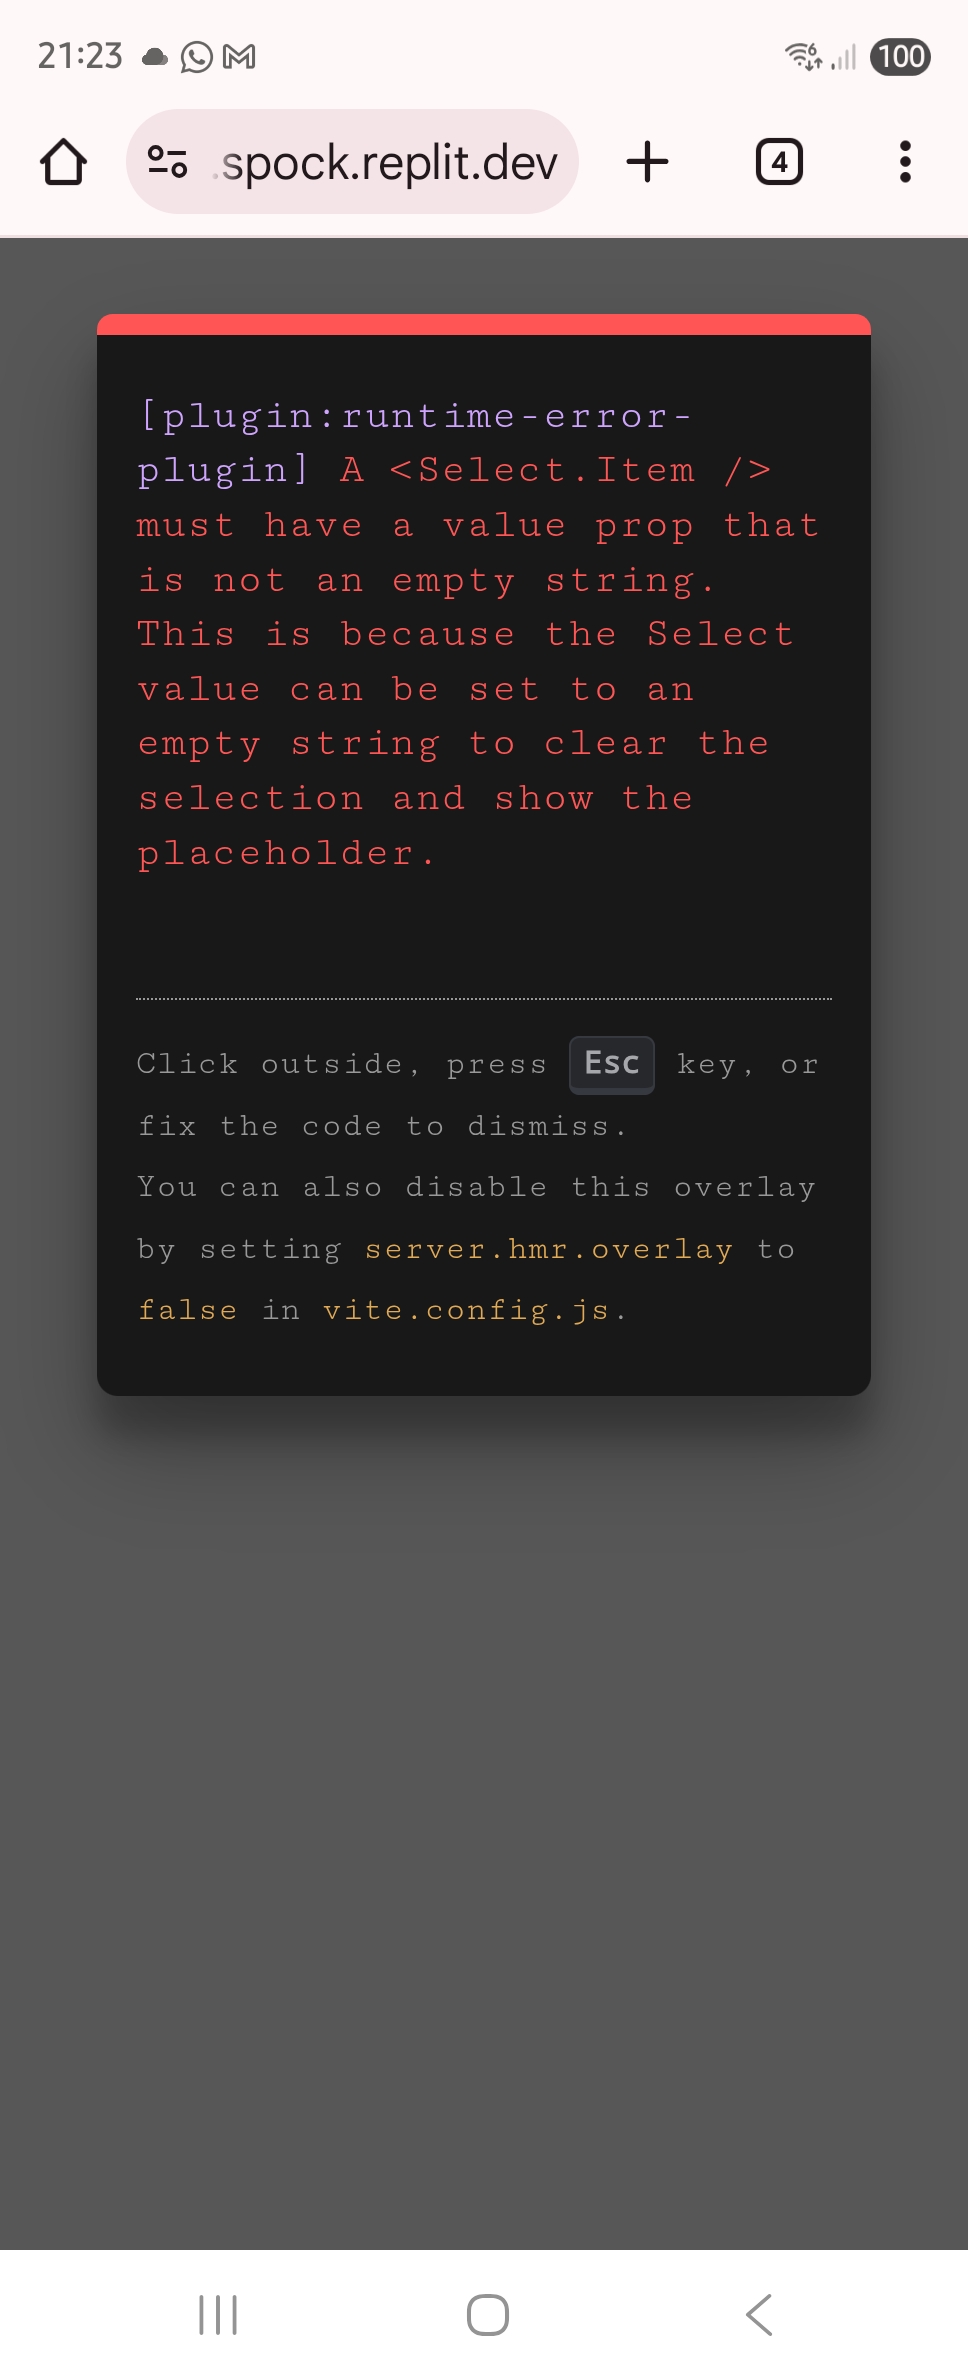 21:23
6
100
.spock.replit.dev
4
[plugin:runtime-error-
plugin] A <Select.Item />
must have a value prop that
is not an empty string.
This is because the Select
value can be set to an
empty string to clear the
selection and show the
placeholder.
Click outside, press Esc key, or
fix the code to dismiss.
You can also disable this overlay
by setting server.hmr.overlay to
false in vite.config.js.